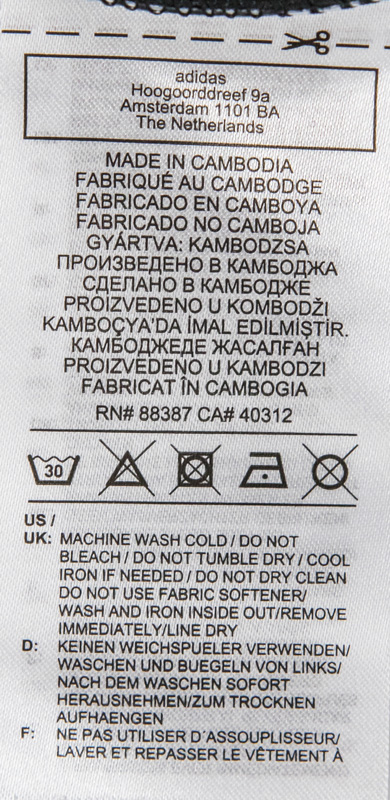 adidas
Hoogoorddreef 9a
Amsterdam 1101 BA
The Netherlands
MADE IN CAMBODIA
FABRIQUÉ AU CAMBODGE
FABRICADO EN CAMBOYA
FABRICADO NO CAMBOJA
GYÁRTVA: KAMBODZSA
ПРОИЗВЕДЕНО В КАМБОДЖА
СДЕЛАНО В КАМБОДЖЕ
PROIZVEDENO U KOMBODŽI
KAMBOÇYA'DA İMAL EDİLMİŞTİR.
КАМБОДЖЕДЕ ЖАСАЛҒАН
PROIZVEDENO U KAMBODZI
FABRICAT ÎN CAMBOGIA
RN# 88387 CA# 40312
30
US /
UK: MACHINE WASH COLD / DO NOT
BLEACH / DO NOT TUMBLE DRY / COOL
IRON IF NEEDED / DO NOT DRY CLEAN
DO NOT USE FABRIC SOFTENER/
WASH AND IRON INSIDE OUT/REMOVE
IMMEDIATELY/LINE DRY
D: KEINEN WEICHSPUELER VERWENDEN/
WASCHEN UND BUEGELN VON LINKS/
NACH DEM WASCHEN SOFORT
HERAUSNEHMEN/ZUM TROCKNEN
AUFHAENGEN
F: NE PAS UTILISER D'ASSOUPLISSEUR/
LAVER ET REPASSER LE VÊTEMENT À